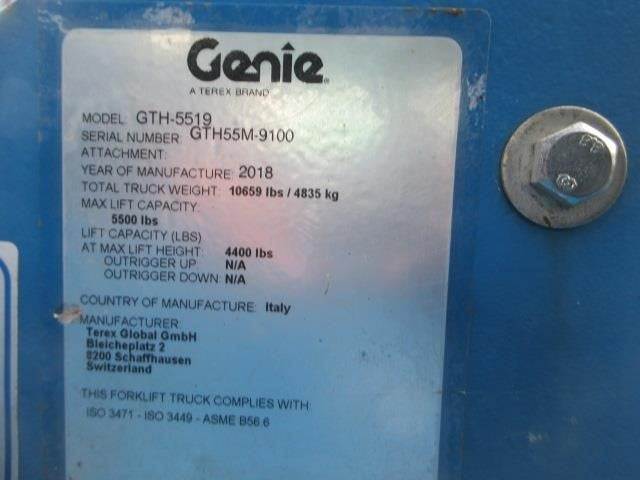 Genie
A TEREX BRAND
MODEL: GTH-5519
SERIAL NUMBER: GTH55M-9100
ATTACHMENT:
YEAR OF MANUFACTURE: 2018
TOTAL TRUCK WEIGHT: 10659 lbs / 4835 kg
MAX LIFT CAPACITY:
5500 lbs
LIFT CAPACITY (LBS)
AT MAX LIFT HEIGHT: 4400 lbs
OUTRIGGER UP: N/A
OUTRIGGER DOWN: N/A
COUNTRY OF MANUFACTURE: Italy
MANUFACTURER:
Terex Global GmbH
Bleicheplatz 2
8200 Schaffhausen
Switzerland
THIS FORKLIFT TRUCK COMPLIES WITH:
ISO 3471 - ISO 3449 - ASME B56.6